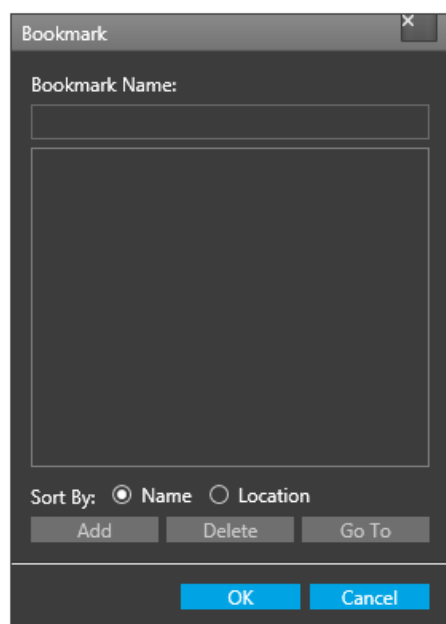 Bookmark
Bookmark Name:
Sort By: Name Location
Add Delete Go To
OK Cancel